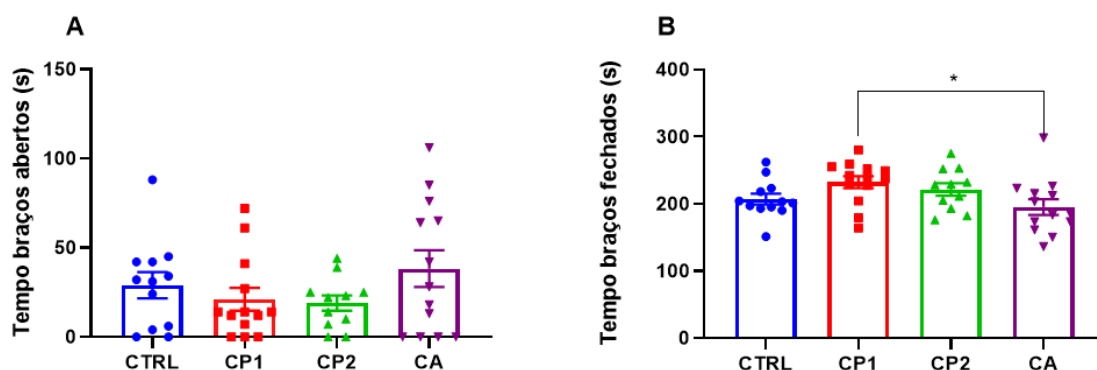 A
Tempo braços abertos (s)
150
100
50
0
CTRL CP1 CP2 CA
B
Tempo braços fechados (s)
400
300
200
100
0
*
CTRL CP1 CP2 CA